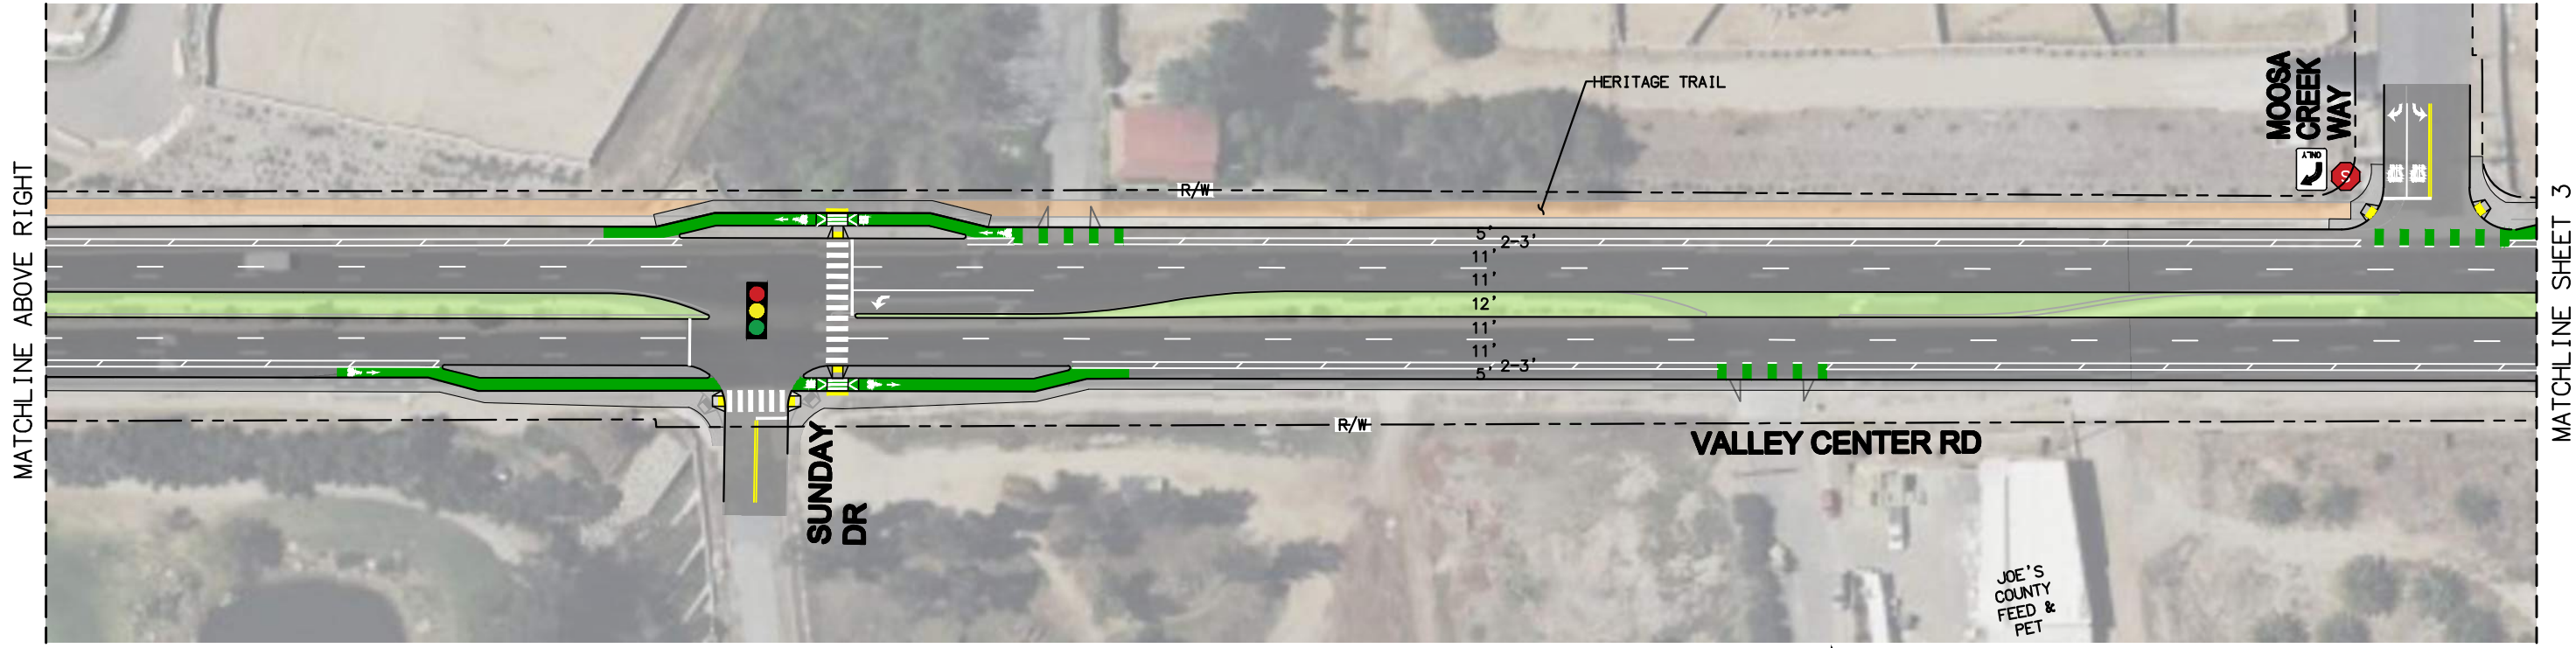 MATCHLINE ABOVE RIGHT
HERITAGE TRAIL
MOOSA
CREEK
WAY
ONLY
S
R/W
5'
2-3'
11'
11'
12'
11'
11'
2-3'
5'
R/W
SUNDAY
DR
VALLEY CENTER RD
JOE'S
COUNTY
FEED &
PET
MATCHLINE SHEET 3